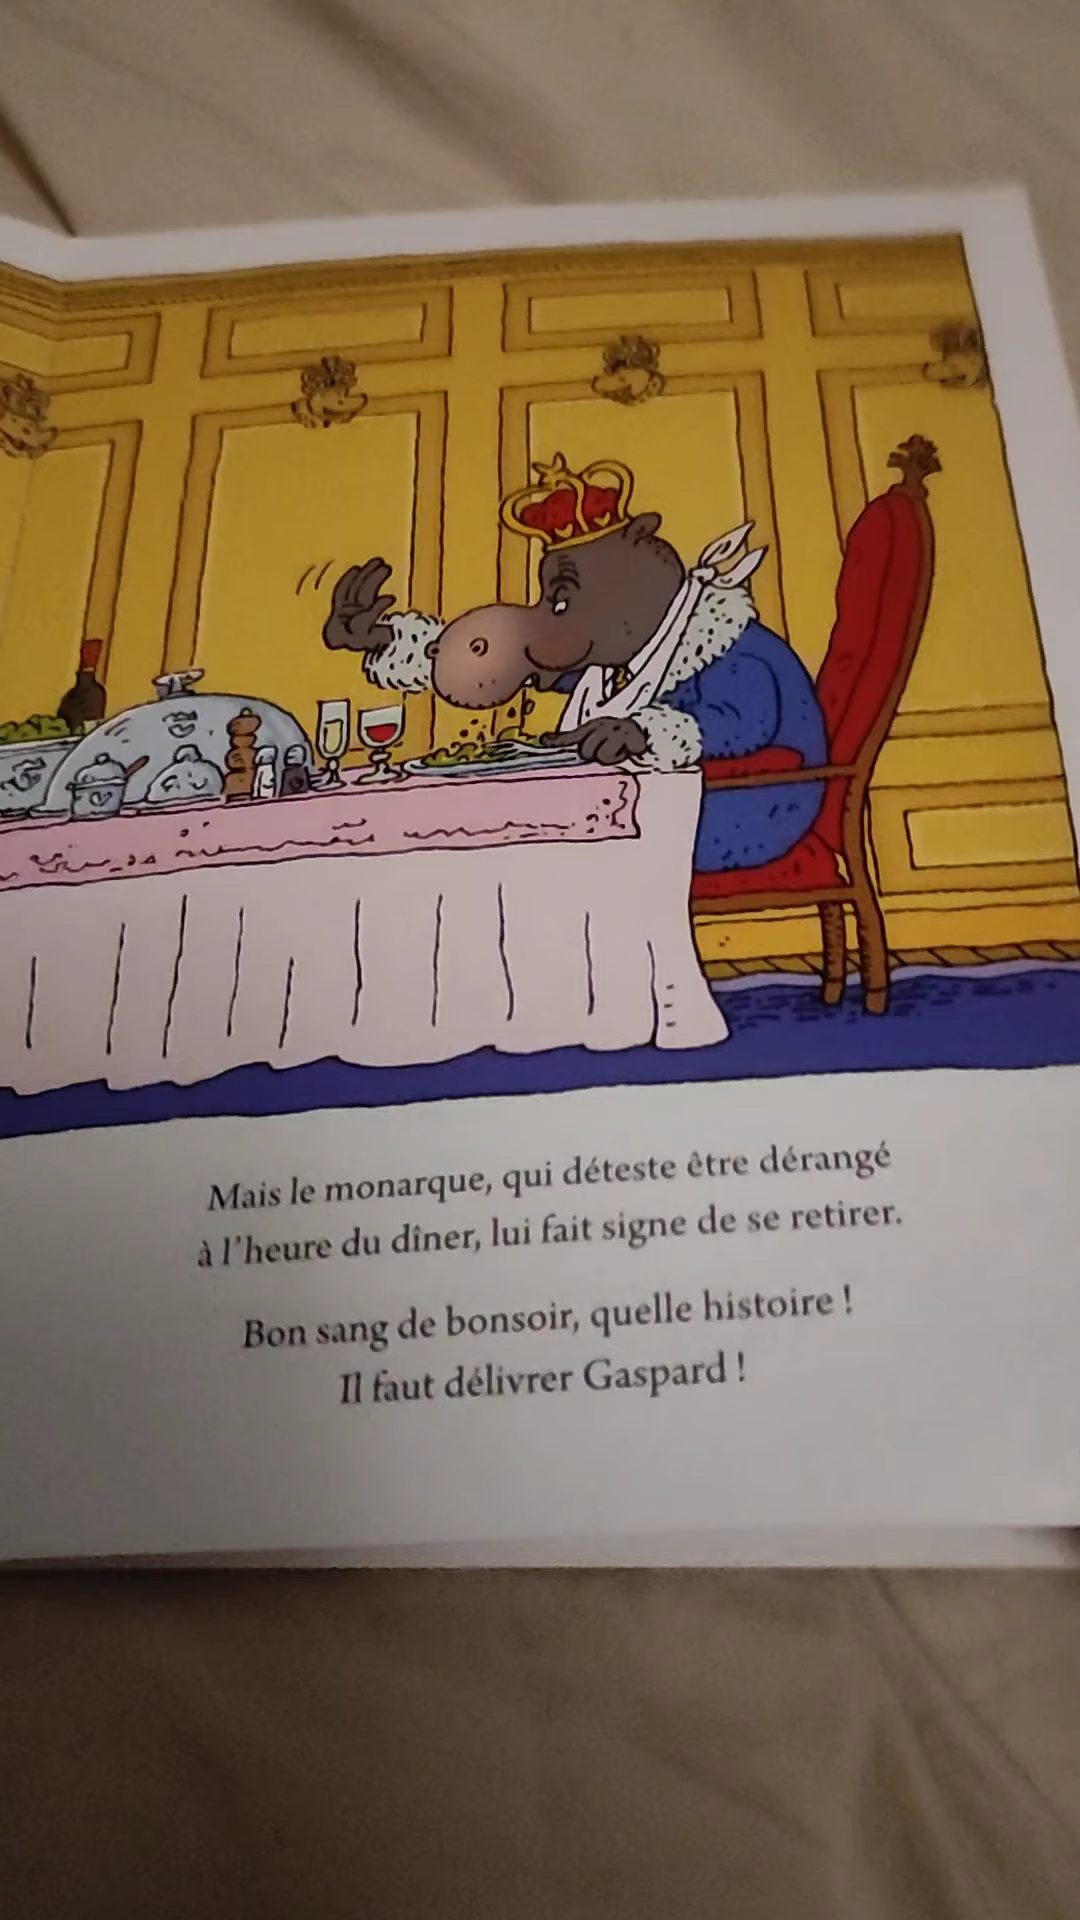 Mais le monarque, qui déteste être dérangé
à l'heure du dîner, lui fait signe de se retirer.
Bon sang de bonsoir, quelle histoire !
Il faut délivrer Gaspard !